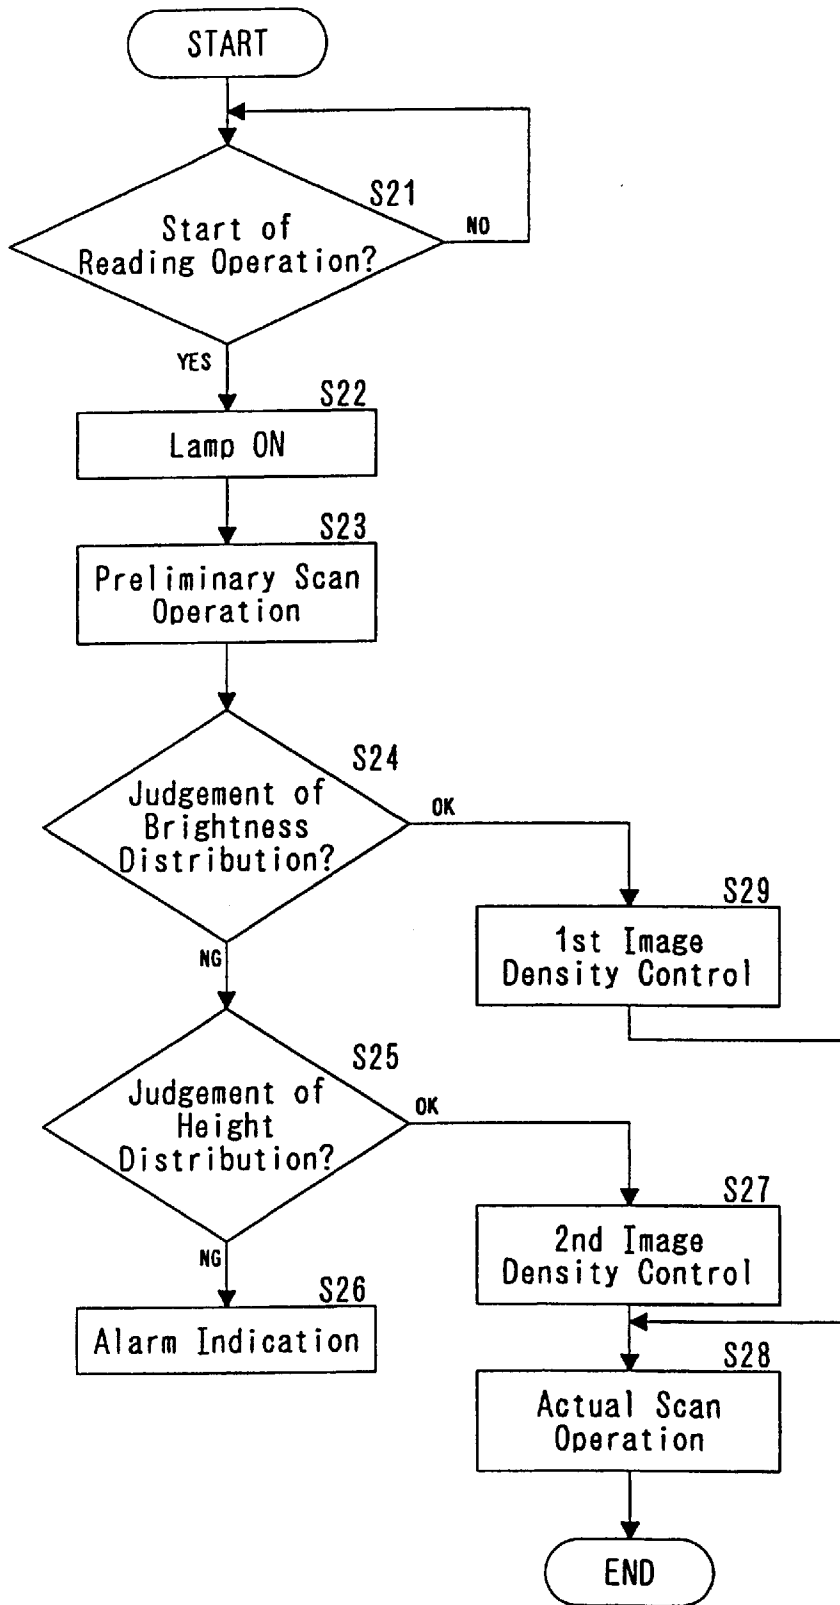 START
S21
Start of
Reading Operation?
NO
YES
S22
Lamp ON
S23
Preliminary Scan
Operation
S24
Judgement of
Brightness
Distribution?
OK
NG
S29
1st Image
Density Control
S25
Judgement of
Height
Distribution?
OK
NG
S27
2nd Image
Density Control
S26
Alarm Indication
S28
Actual Scan
Operation
END